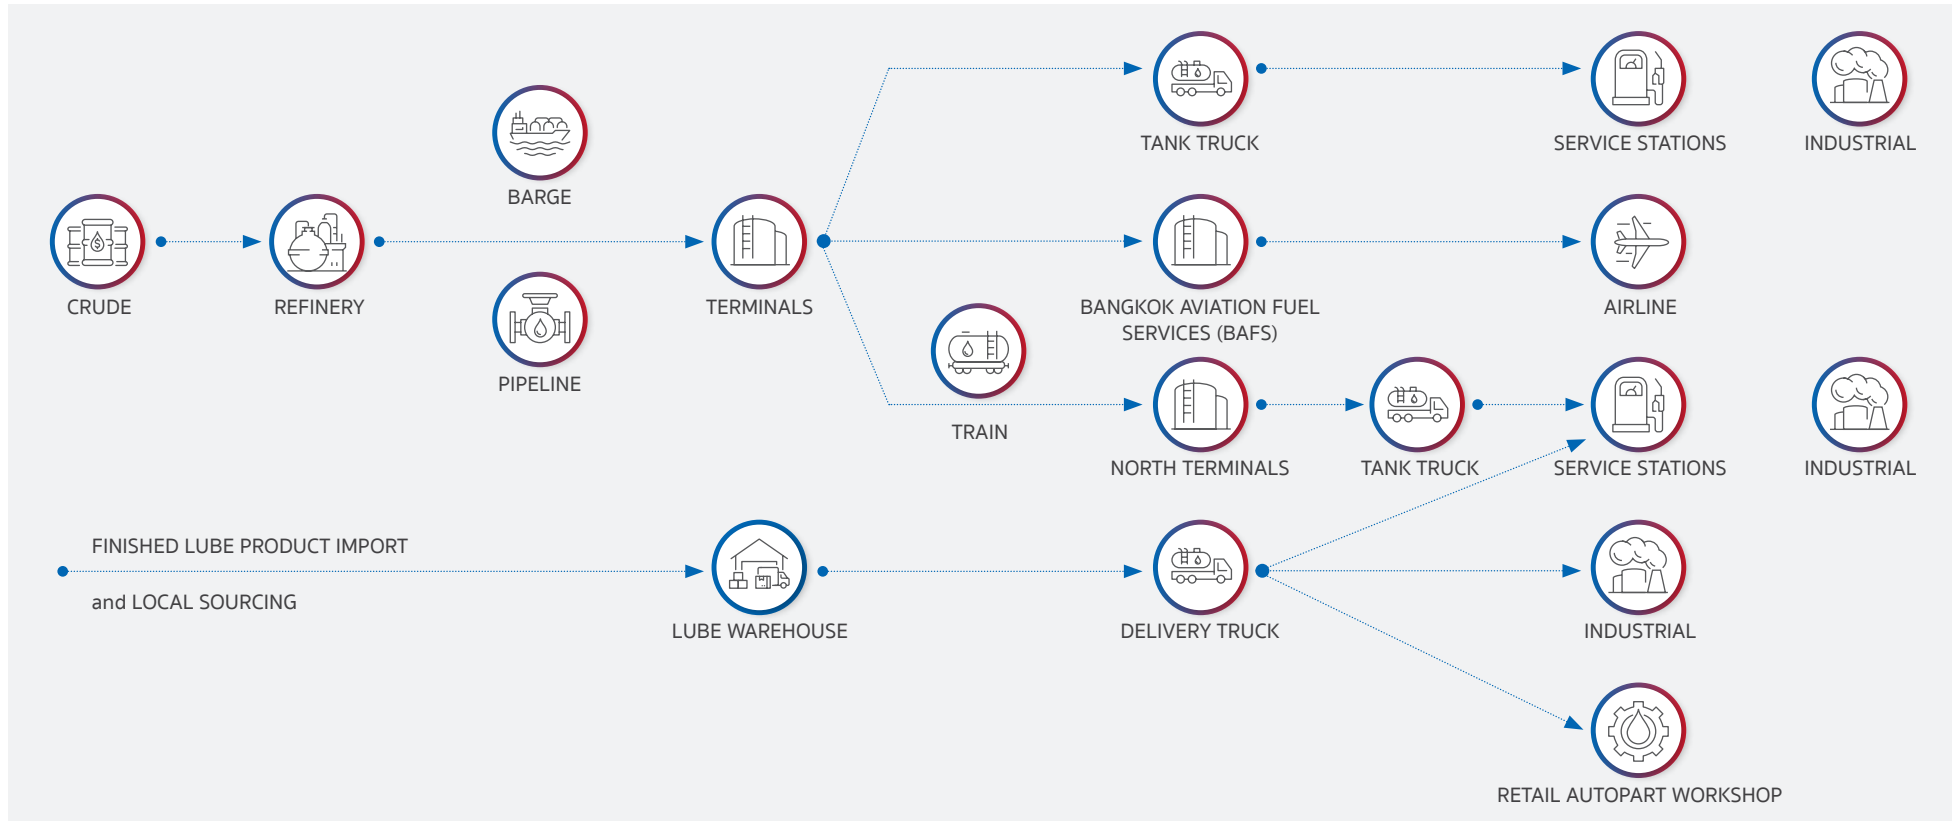 TANK TRUCK
SERVICE STATIONS
INDUSTRIAL
BARGE
CRUDE
REFINERY
TERMINALS
BANGKOK AVIATION FUEL
SERVICES (BAFS)
AIRLINE
PIPELINE
TRAIN
NORTH TERMINALS
TANK TRUCK
SERVICE STATIONS
INDUSTRIAL
FINISHED LUBE PRODUCT IMPORT
and LOCAL SOURCING
LUBE WAREHOUSE
DELIVERY TRUCK
INDUSTRIAL
RETAIL AUTOPART WORKSHOP